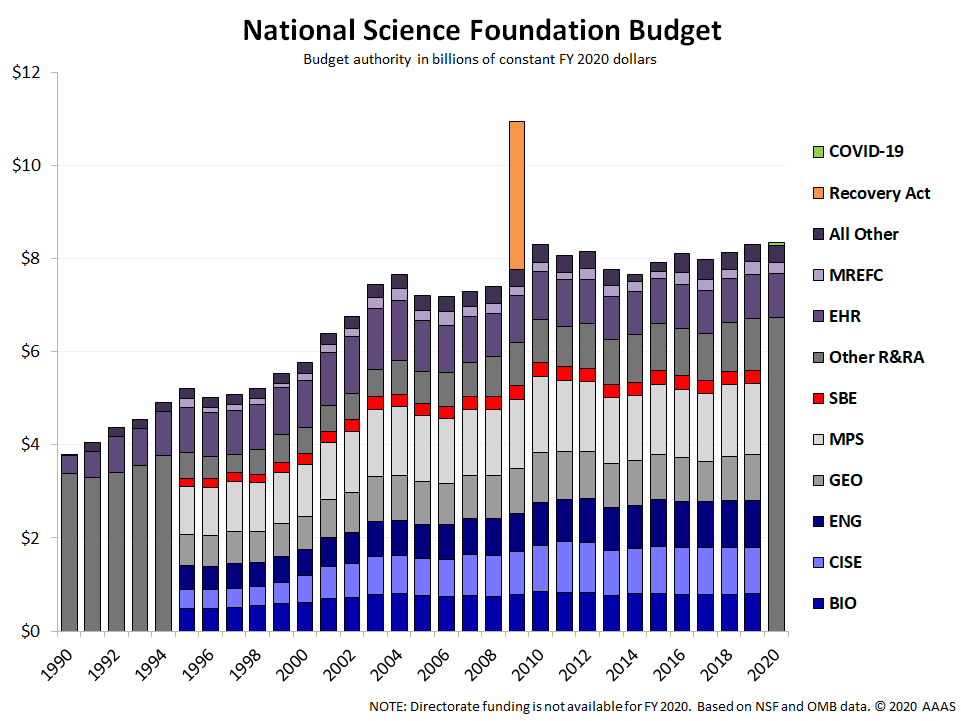 National Science Foundation Budget
Budget authority in billions of constant FY 2020 dollars
$12
$10
$8
$6
$4
$2
$0
1990
1992
1994
1996
1998
2000
2002
2004
2006
2008
2010
2012
2014
2016
2018
2020
COVID-19
Recovery Act
All Other
MREFC
EHR
Other R&RA
SBE
MPS
GEO
ENG
CISE
BIO
NOTE: Directorate funding is not available for FY 2020. Based on NSF and OMB data. © 2020 AAAS